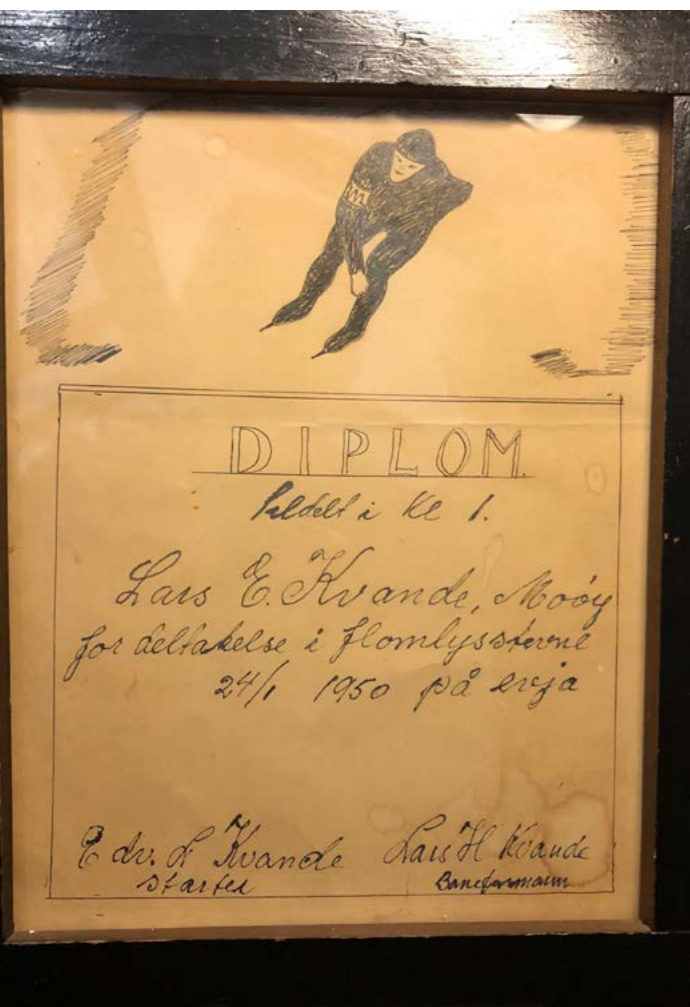 DIPLOM.
tildelt i Kl 1.
Lars E. Kvande, Moøy
for deltakelse i flomlysstevne
24/1 1950 på evja
Edv. L Kvande Lars H Kvande
starter Baneformann